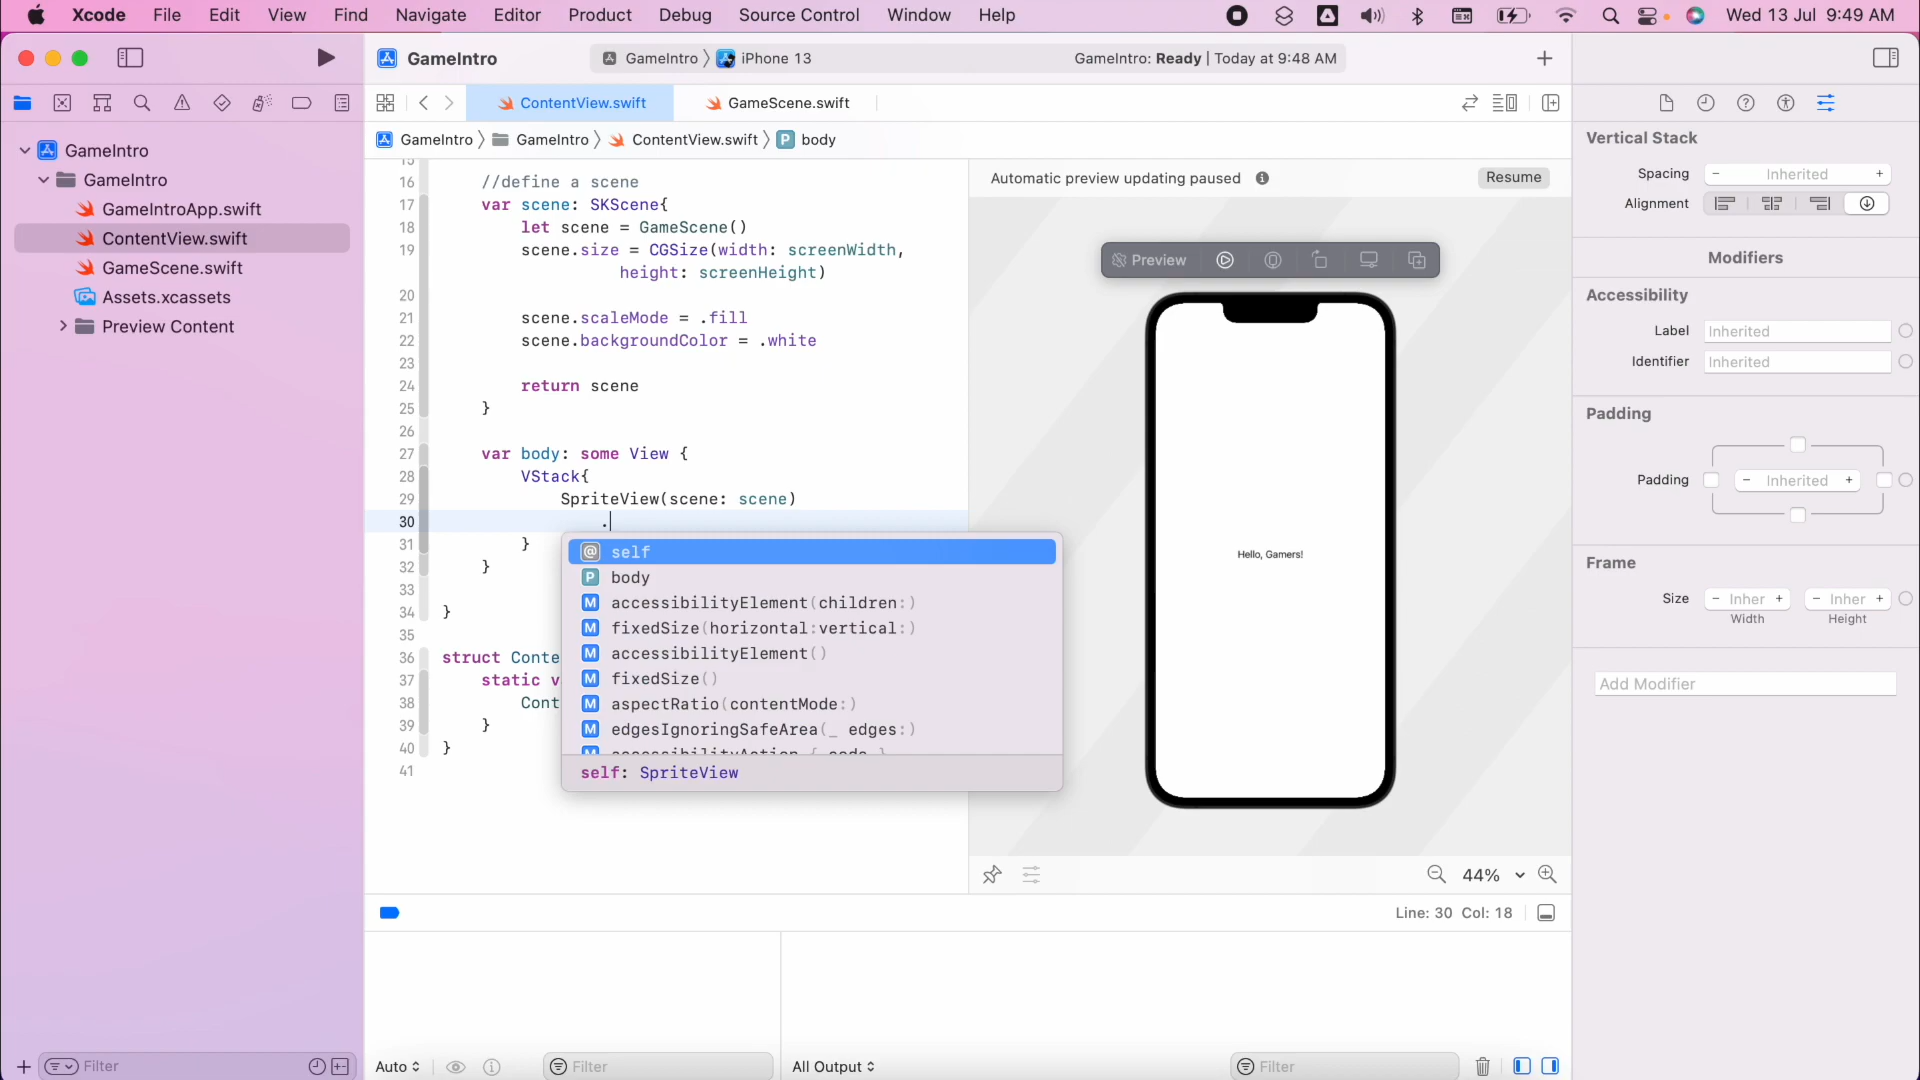 Xcode File Edit View Find Navigate Editor Product Debug Source Control Window Help Wed 13 Jul 9:49 AM
GameIntro GameIntro 〉 iPhone 13 GameIntro: Ready | Today at 9:48 AM
ContentView.swift GameScene.swift
GameIntro 〉 GameIntro 〉 ContentView.swift 〉 P body
GameIntro
GameIntro
GameIntroApp.swift
ContentView.swift
GameScene.swift
Assets.xcassets
Preview Content
Filter
15
16 //define a scene
17 var scene: SKScene{
18 let scene = GameScene()
19 scene.size = CGSize(width: screenWidth,
height: screenHeight)
20
21 scene.scaleMode = .fill
22 scene.backgroundColor = .white
23
24 return scene
25 }
26
27 var body: some View {
28 VStack{
29 SpriteView(scene: scene)
30 .
31 }
32 }
33
34 }
35
36 struct Conte
37 static v
38 Cont
39 }
40 }
41
@ self
P body
M accessibilityElement(children:)
M fixedSize(horizontal:vertical:)
M accessibilityElement()
M fixedSize()
M aspectRatio(contentMode:)
M edgesIgnoringSafeArea(_ edges:)
self: SpriteView
Automatic preview updating paused Resume
Preview
Hello, Gamers!
44%
Line: 30 Col: 18
Auto Filter All Output Filter
Vertical Stack
Spacing - Inherited +
Alignment
Modifiers
Accessibility
Label Inherited
Identifier Inherited
Padding
Padding - Inherited +
Frame
Size - Inher + - Inher +
Width Height
Add Modifier